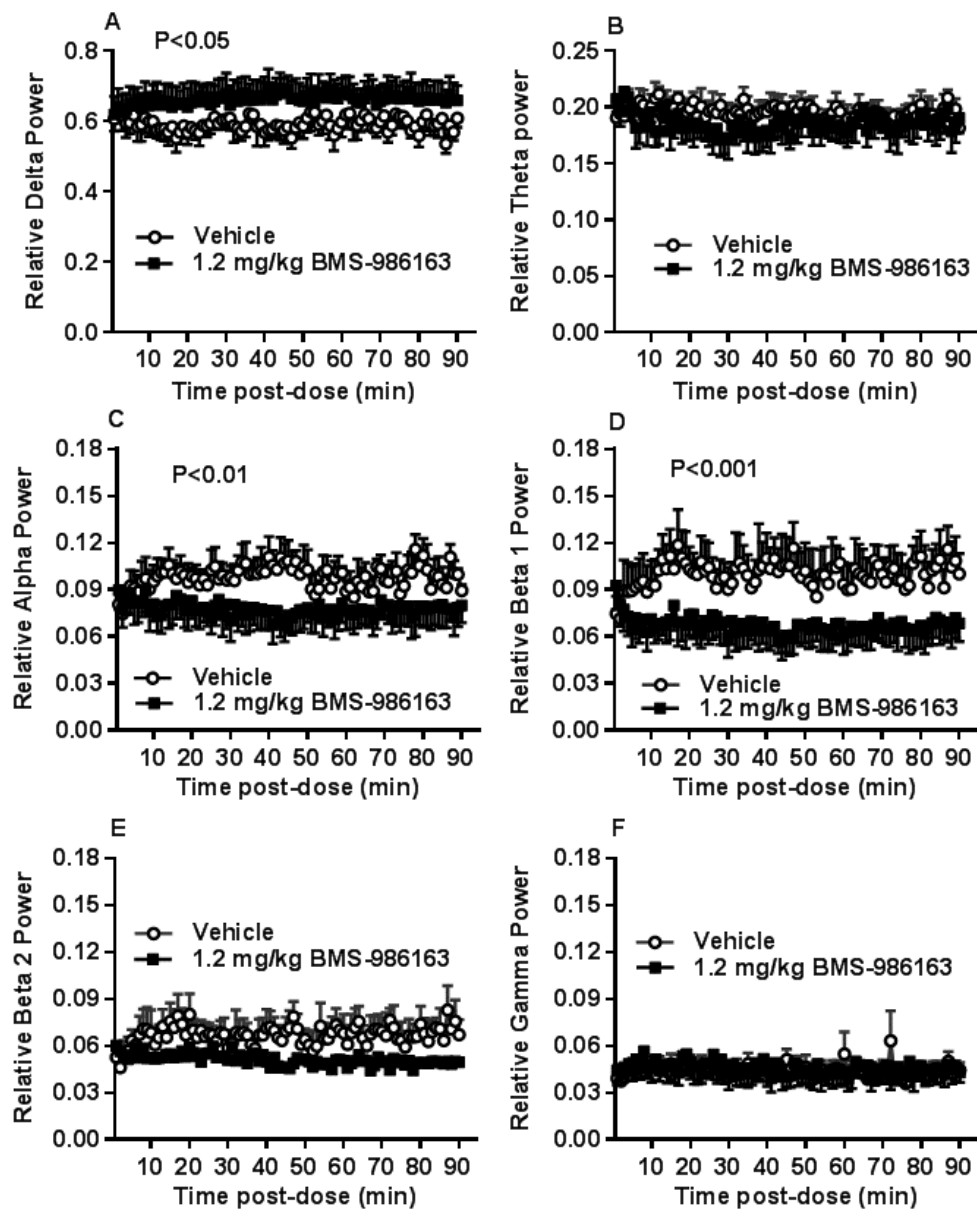 A
P<0.05
Relative Delta Power
0.8
0.6
0.4
0.2
0.0
Vehicle
1.2 mg/kg BMS-986163
10 20 30 40 50 60 70 80 90
Time post-dose (min)
B
Relative Theta power
0.25
0.20
0.15
0.10
0.05
0.00
Vehicle
1.2 mg/kg BMS-986163
10 20 30 40 50 60 70 80 90
Time post-dose (min)
C
P<0.01
Relative Alpha Power
0.18
0.15
0.12
0.09
0.06
0.03
0.00
Vehicle
1.2 mg/kg BMS-986163
10 20 30 40 50 60 70 80 90
Time post-dose (min)
D
P<0.001
Relative Beta 1 Power
0.18
0.15
0.12
0.09
0.06
0.03
0.00
Vehicle
1.2 mg/kg BMS-986163
10 20 30 40 50 60 70 80 90
Time post-dose (min)
E
Relative Beta 2 Power
0.18
0.15
0.12
0.09
0.06
0.03
0.00
Vehicle
1.2 mg/kg BMS-986163
10 20 30 40 50 60 70 80 90
Time post-dose (min)
F
Relative Gamma Power
0.18
0.15
0.12
0.09
0.06
0.03
0.00
Vehicle
1.2 mg/kg BMS-986163
10 20 30 40 50 60 70 80 90
Time post-dose (min)